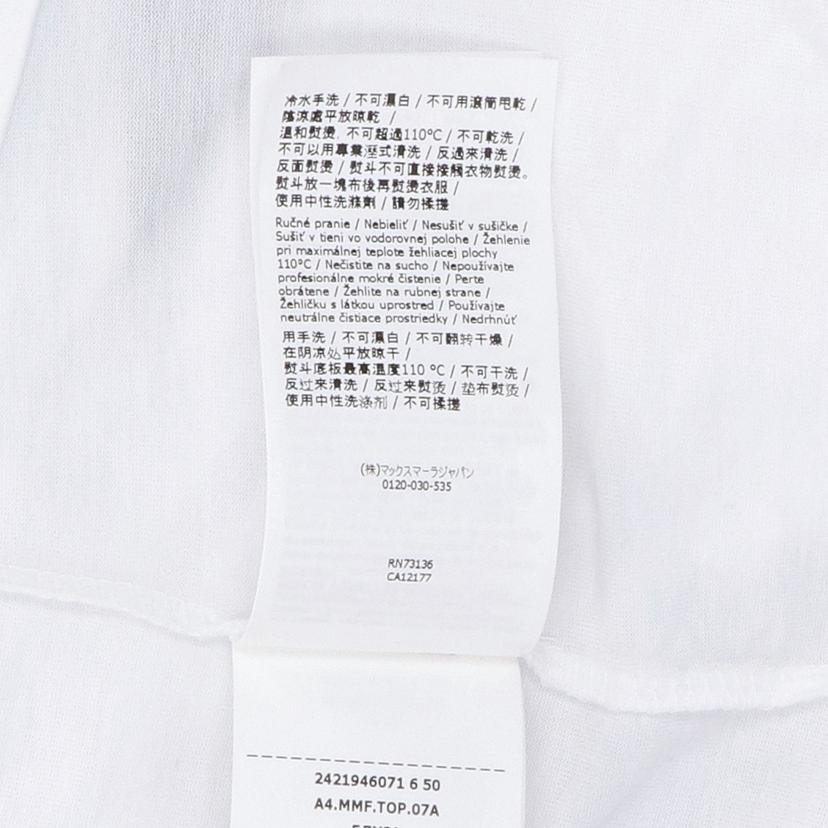 冷水手洗 / 不可濕白 / 不可用滾筒甩乾 /
陰涼處平放晾乾 /
溫和熨燙, 不可超過110°C / 不可乾洗 /
不可以用專業溼式清洗 / 反過來清洗 /
反面熨燙 / 熨斗不可直接接觸衣物熨燙。
熨斗放一塊布後再熨燙衣服 /
使用中性洗滌劑 / 請勿揉搓
Ručné pranie / Nebieliť / Nesušiť v sušičke /
Sušiť v tieni vo vodorovnej polohe / Žehlenie
pri maximálnej teplote žehliacej plochy
110°C / Nečistite na sucho / Nepoužívajte
profesionálne mokré čistenie / Perte
obrátene / Žehlite na rubnej strane /
Žehličku s látkou uprostred / Používajte
neutrálne čistiace prostriedky / Nedrhnúť
用手洗 / 不可濕白 / 不可翻转干燥 /
在阴凉处平放晾干 /
熨斗底板最高温度110 °C / 不可干洗 /
反过来清洗 / 反过来熨烫 / 垫布熨烫 /
使用中性洗涤剂 / 不可揉搓
(株)マックスマーラジャパン
0120-030-535
RN73136
CA12177
2421946071 6 50
A4.MMF.TOP.07A